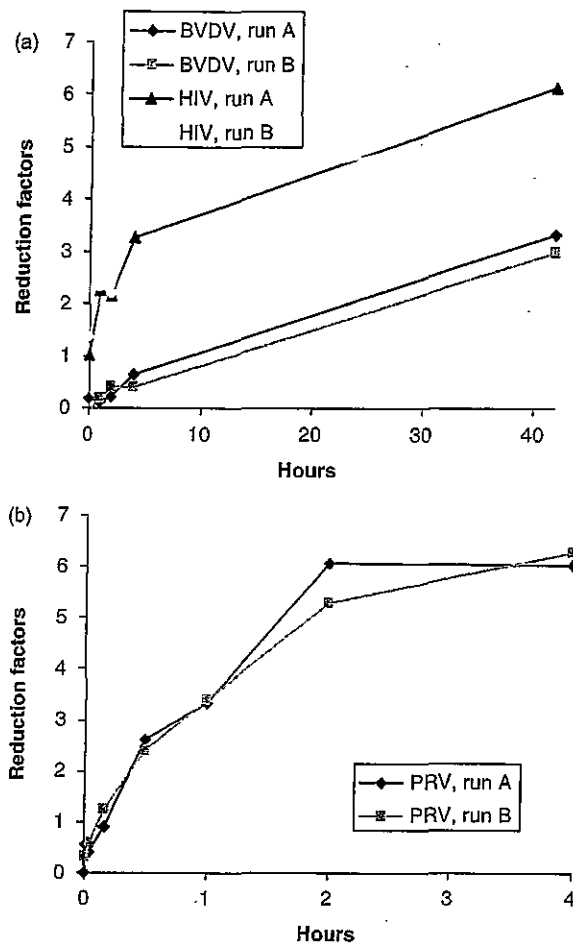 (a)
BVDV, run A
BVDV, run B
HIV, run A
HIV, run B
7
6
5
4
3
2
1
0
Reduction factors
0
10
20
30
40
Hours
(b)
7
6
5
4
3
2
1
0
Reduction factors
PRV, run A
PRV, run B
0
1
2
3
4
Hours